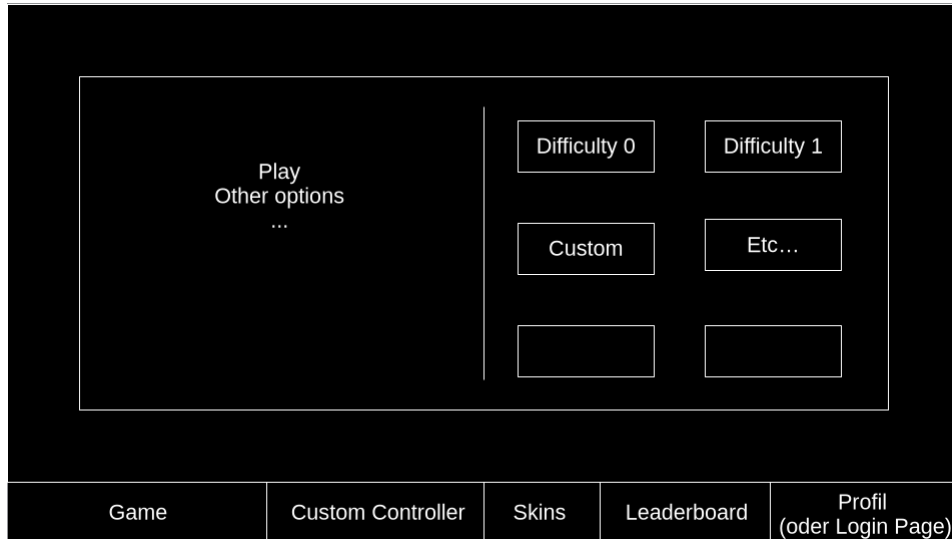 Play
Other options
...
Difficulty 0
Difficulty 1
Custom
Etc…
Game
Custom Controller
Skins
Leaderboard
Profil
(oder Login Page)